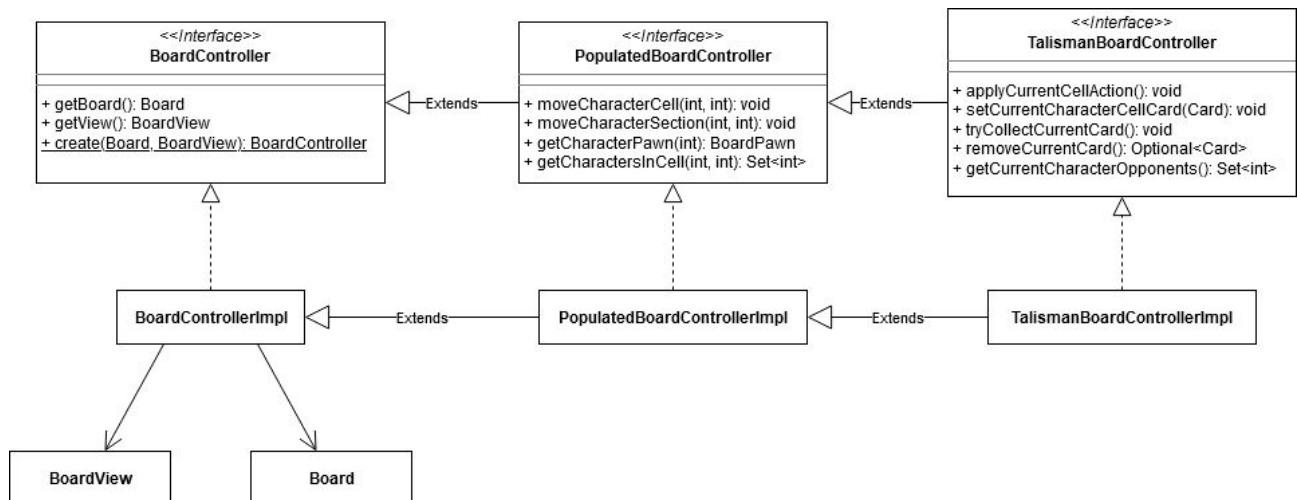 <<Interface>>
BoardController
+ getBoard(): Board
+ getView(): BoardView
+ create(Board, BoardView): BoardController
Extends
<<Interface>>
PopulatedBoardController
+ moveCharacterCell(int, int): void
+ moveCharacterSection(int, int): void
+ getCharacterPawn(int): BoardPawn
+ getCharactersInCell(int, int): Set<int>
Extends
<<Interface>>
TalismanBoardController
+ applyCurrentCellAction(): void
+ setCurrentCharacterCellCard(Card): void
+ tryCollectCurrentCard(): void
+ removeCurrentCard(): Optional<Card>
+ getCurrentCharacterOpponents(): Set<int>
BoardControllerImpl
Extends
PopulatedBoardControllerImpl
Extends
TalismanBoardControllerImpl
BoardView
Board